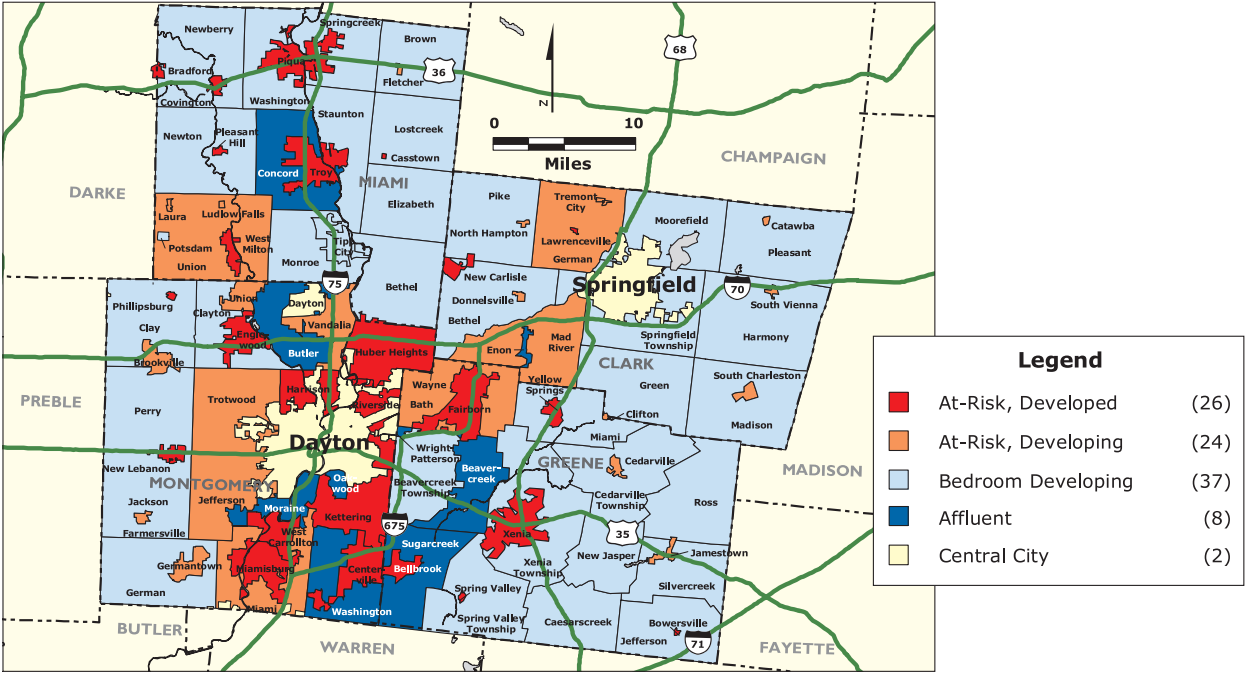 Newberry
Springcreek
Brown
68
Piqua
Bradford
36
Fletcher
Covington
Washington
N
Staunton
0
10
Miles
Newton
Pleasant
Hill
Lostcreek
Casstown
CHAMPAIGN
Concord
Troy
MIAMI
DARKE
Elizabeth
Pike
Tremont
City
Laura
Ludlow Falls
Moorefield
Catawba
North Hampton
Lawrenceville
Potsdam
West
Milton
Tipp
City
Pleasant
Union
Monroe
German
New Carlisle
75
Bethel
Springfield
70
Phillipsburg
Union
Dayton
Donnelsville
South Vienna
Clayton
Clay
Vandalia
Bethel
Engle-
wood
Mad
River
Springfield
Township
Harmony
Brookville
Butler
Huber Heights
Enon
CLARK
Legend
Harrison
Wayne
Yellow
Springs
Green
South Charleston
At-Risk, Developed
(26)
PREBLE
Perry
Trotwood
Riverside
Bath
Fairborn
Clifton
Madison
At-Risk, Developing
(24)
Dayton
Wright
Patterson
Miami
New Lebanon
Beaver-
creek
GREENE
Cedarville
MADISON
Bedroom Developing
(37)
MONTGOMERY
Oak
wood
Beavercreek
Township
Jackson
Jefferson
Moraine
Cedarville
Township
Ross
Affluent
(8)
Kettering
675
35
Farmersville
West
Carrollton
Xenia
Sugarcreek
New Jasper
Jamestown
Central City
(2)
Germantown
Miamisburg
Center-
ville
Bellbrook
Xenia
Township
German
Spring Valley
Silvercreek
Miami
Washington
Spring Valley
Township
Caesarscreek
Bowersville
BUTLER
Jefferson
71
WARREN
FAYETTE